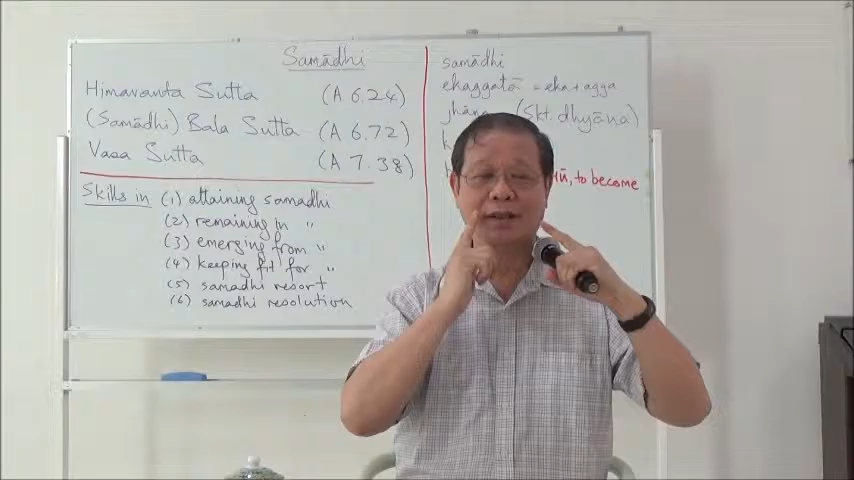 Samādhi
Himavanta Sutta (A 6.24)
(Samādhi) Bala Sutta (A 6.72)
Vasa Sutta (A 7.38)
Skills in (1) attaining samadhi
(2) remaining in "
(3) emerging from "
(4) keeping fit for "
(5) samadhi resort
(6) samadhi resolution
samādhi
ekaggatā = eka + agga
jhāna (Skt. dhyāna)
to become